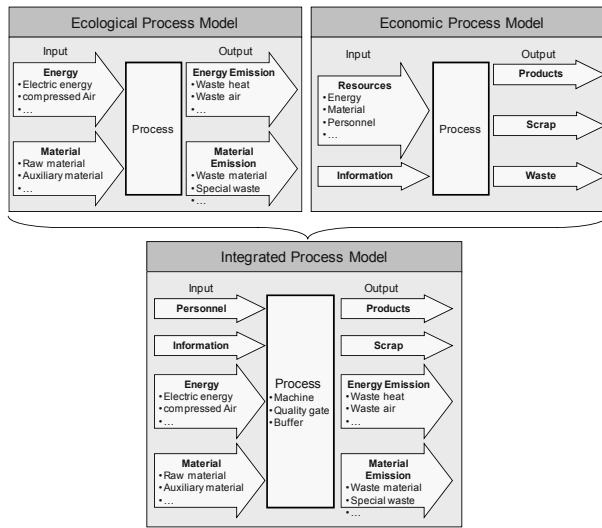 Ecological Process Model
Input
Output
Energy
• Electric energy
• compressed Air
• ...
Material
• Raw material
• Auxiliary material
• ...
Process
Energy Emission
• Waste heat
• Waste air
• ...
Material
Emission
• Waste material
• Special waste
• ...
Economic Process Model
Input
Output
Resources
• Energy
• Material
• Personnel
• ...
Information
Process
Products
Scrap
Waste
Integrated Process Model
Input
Output
Personnel
Information
Energy
• Electric energy
• compressed Air
• ...
Material
• Raw material
• Auxiliary material
• ...
Process
• Machine
• Quality gate
• Buffer
Products
Scrap
Energy Emission
• Waste heat
• Waste air
• ...
Material
Emission
• Waste material
• Special waste
• ...